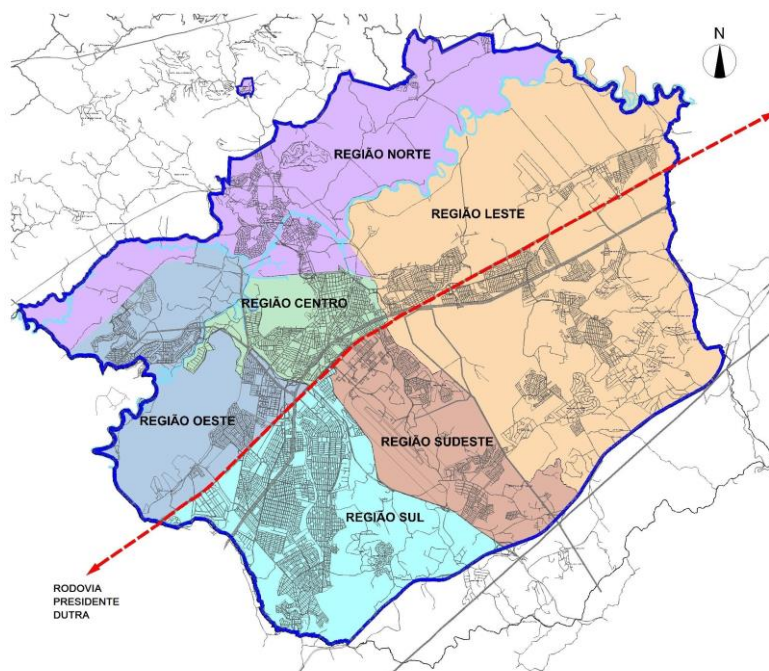 N
REGIÃO NORTE
REGIÃO LESTE
REGIÃO CENTRO
REGIÃO OESTE
REGIÃO SUDESTE
REGIÃO SUL
RODOVIA
PRESIDENTE
DUTRA